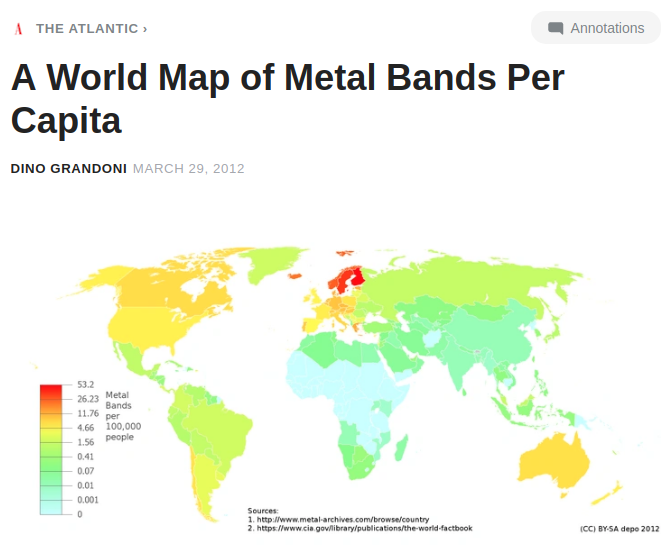 THE ATLANTIC ›
Annotations
A World Map of Metal Bands Per
Capita
DINO GRANDONI MARCH 29, 2012
53.2
26.23
11.76
4.66
1.56
0.41
0.07
0.01
0.001
0
Metal
Bands
per
100,000
people
Sources:
1. http://www.metal-archives.com/browse/country
2. https://www.cia.gov/library/publications/the-world-factbook
(CC) BY-SA depo 2012